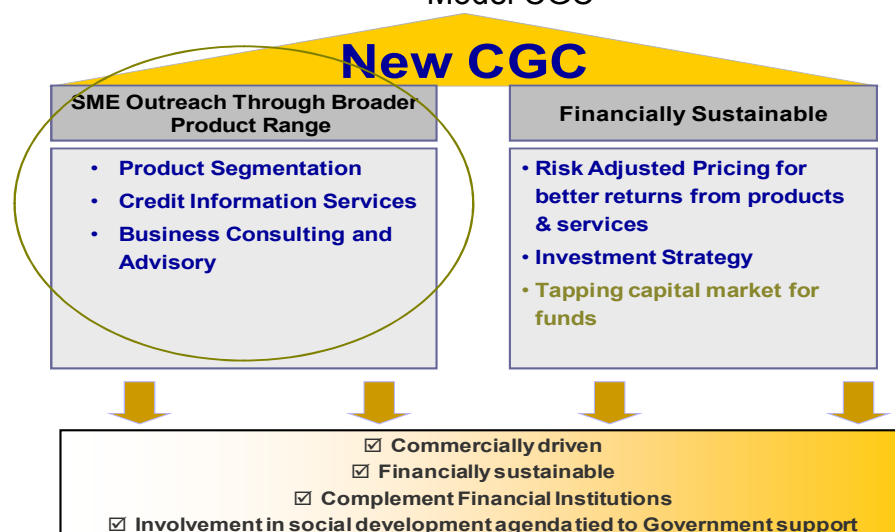 Model CGC
New CGC
SME Outreach Through Broader
Product Range
• Product Segmentation
• Credit Information Services
• Business Consulting and
Advisory
Financially Sustainable
• Risk Adjusted Pricing for
better returns from products
& services
• Investment Strategy
• Tapping capital market for
funds
☑ Commercially driven
☑ Financially sustainable
☑ Complement Financial Institutions
☑ Involvement in social development agenda tied to Government support